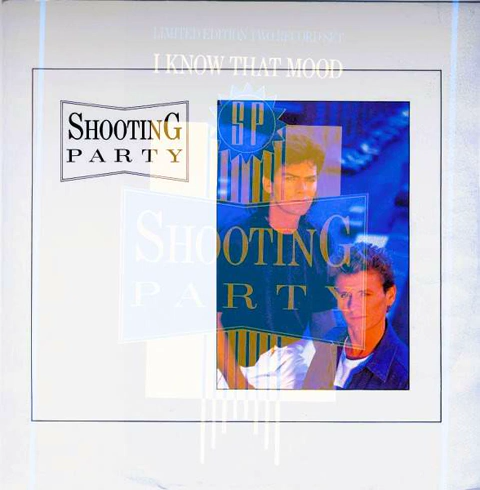 LIMITED EDITION TWO RECORD SET
I KNOW THAT MOOD
SHOOTING
PARTY
SP
SHOOTING
PARTY